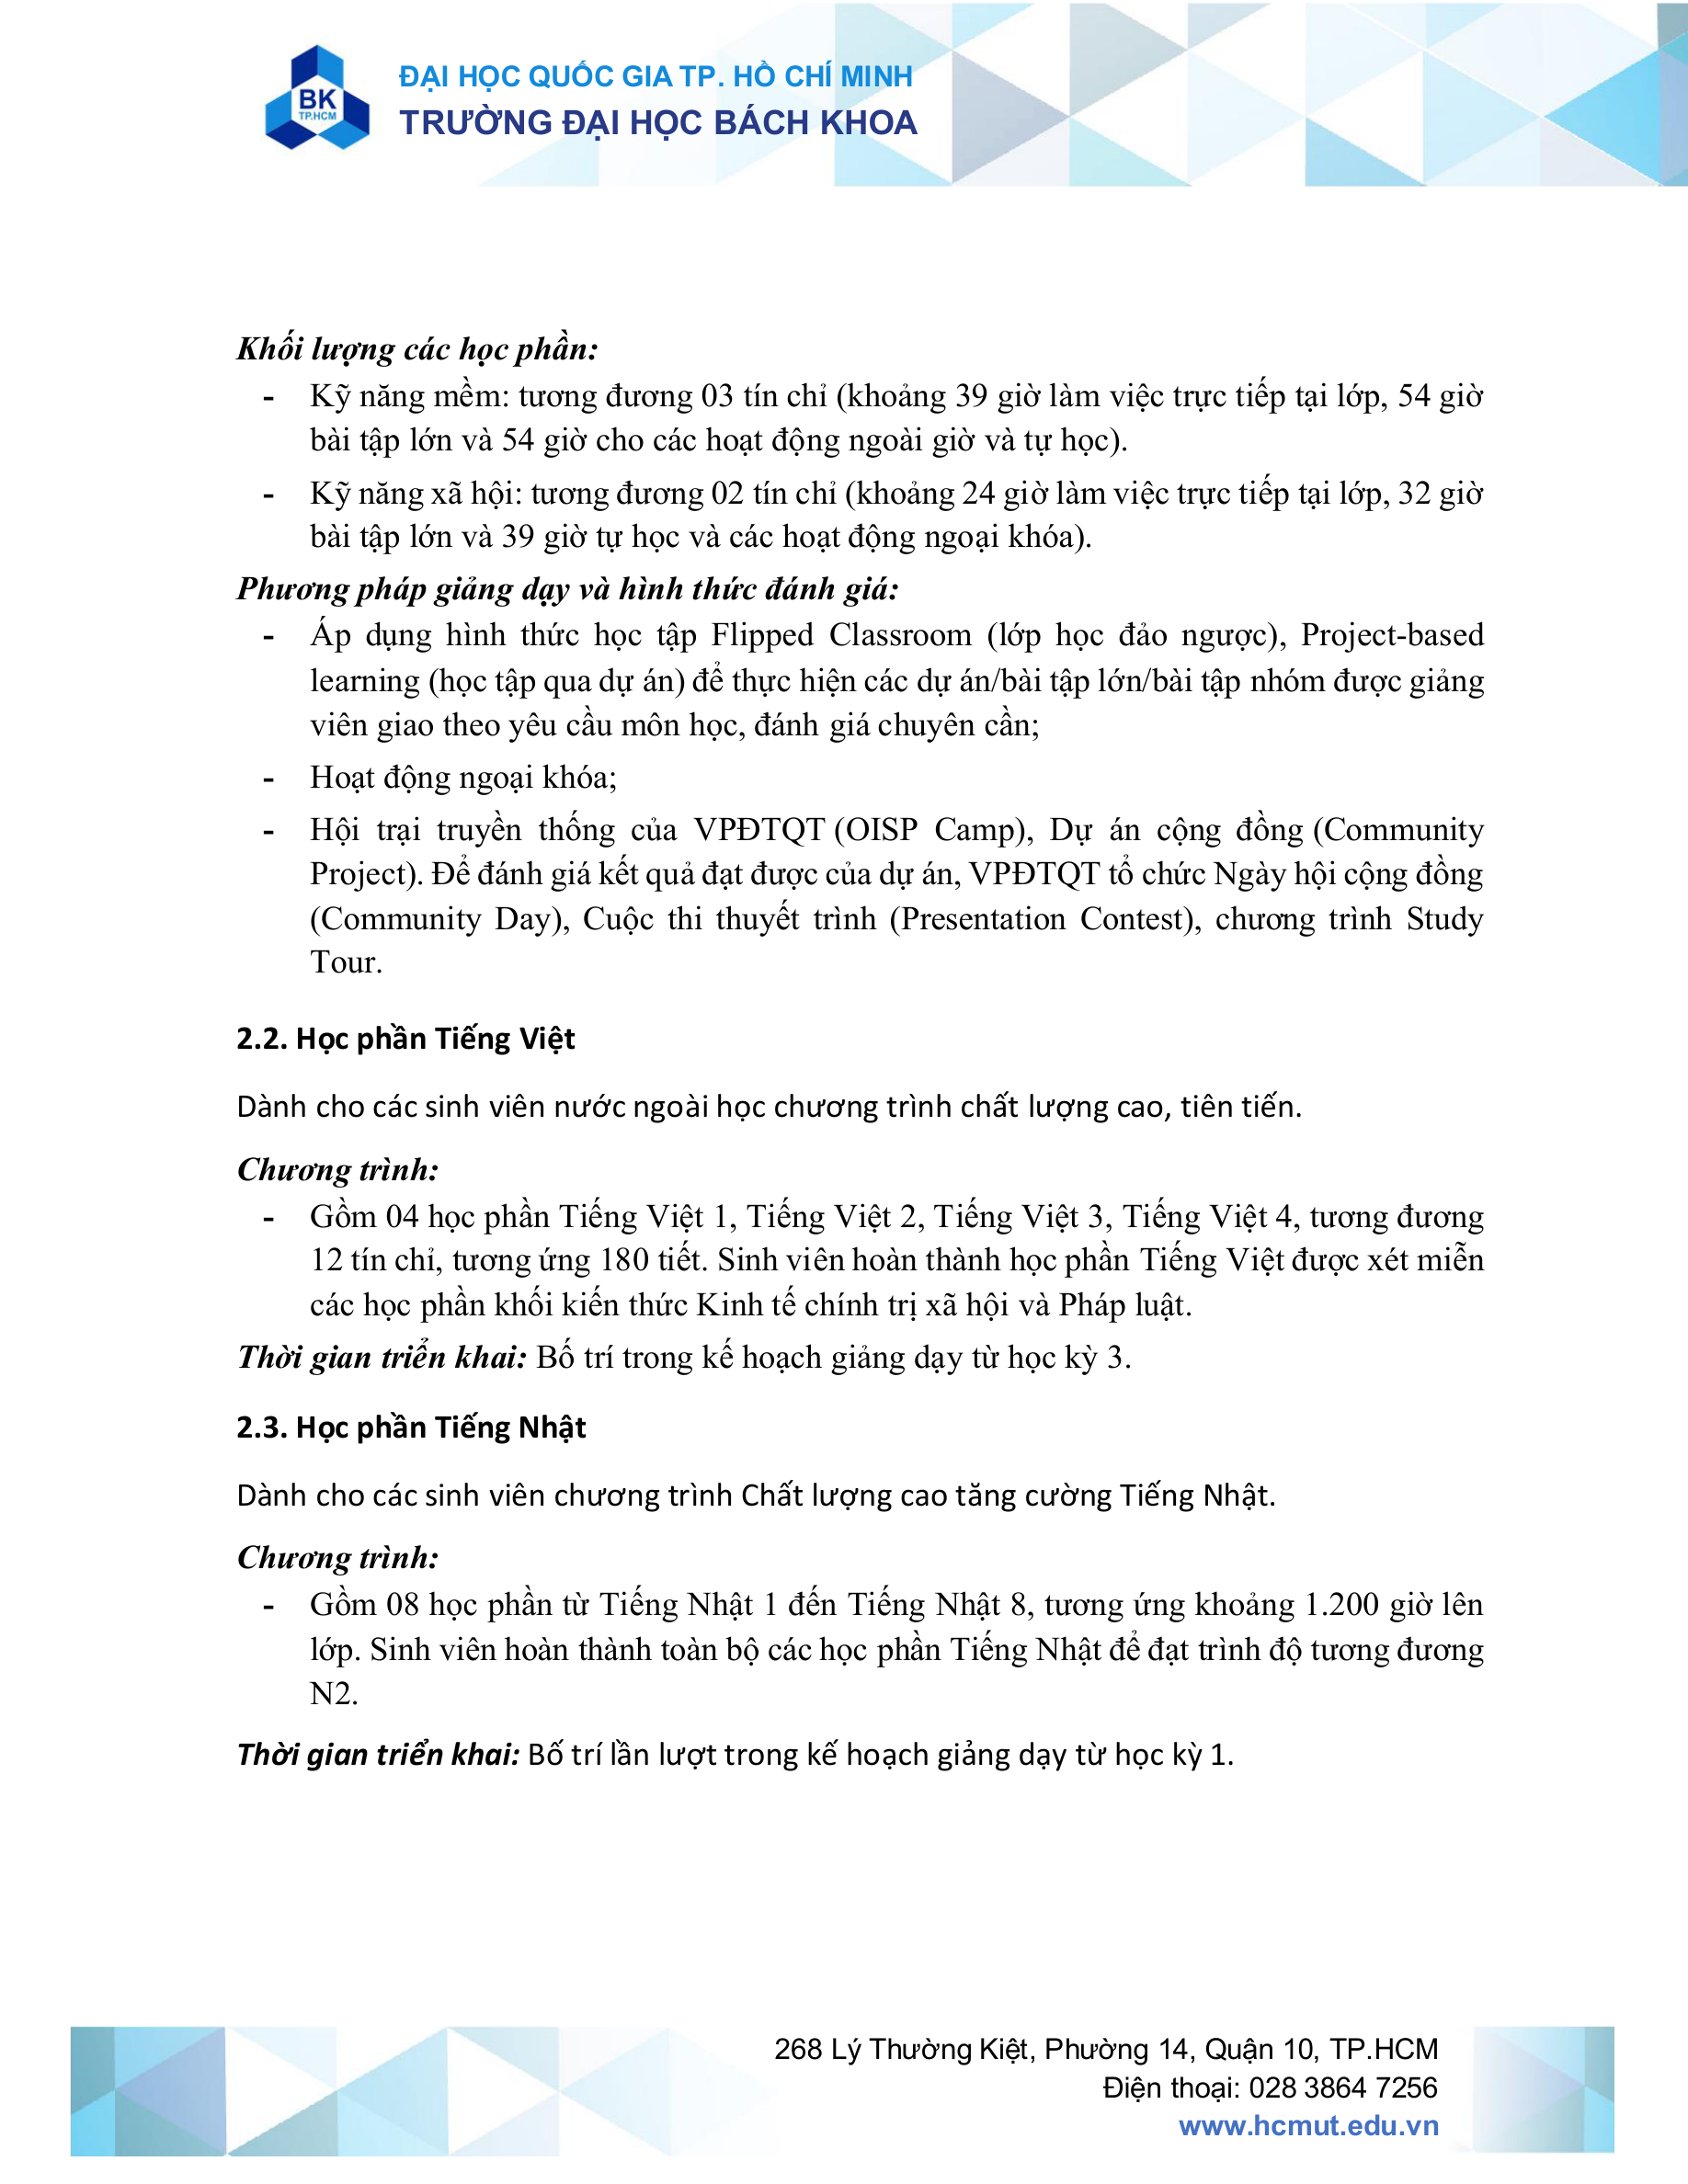 BK
TP.HCM
ĐẠI HỌC QUỐC GIA TP. HỒ CHÍ MINH
TRƯỜNG ĐẠI HỌC BÁCH KHOA
Khối lượng các học phần:
- Kỹ năng mềm: tương đương 03 tín chỉ (khoảng 39 giờ làm việc trực tiếp tại lớp, 54 giờ
bài tập lớn và 54 giờ cho các hoạt động ngoài giờ và tự học).
- Kỹ năng xã hội: tương đương 02 tín chỉ (khoảng 24 giờ làm việc trực tiếp tại lớp, 32 giờ
bài tập lớn và 39 giờ tự học và các hoạt động ngoại khóa).
Phương pháp giảng dạy và hình thức đánh giá:
- Áp dụng hình thức học tập Flipped Classroom (lớp học đảo ngược), Project-based
learning (học tập qua dự án) để thực hiện các dự án/bài tập lớn/bài tập nhóm được giảng
viên giao theo yêu cầu môn học, đánh giá chuyên cần;
- Hoạt động ngoại khóa;
- Hội trại truyền thống của VPĐTQT (OISP Camp), Dự án cộng đồng (Community
Project). Để đánh giá kết quả đạt được của dự án, VPĐTQT tổ chức Ngày hội cộng đồng
(Community Day), Cuộc thi thuyết trình (Presentation Contest), chương trình Study
Tour.
2.2. Học phần Tiếng Việt
Dành cho các sinh viên nước ngoài học chương trình chất lượng cao, tiên tiến.
Chương trình:
- Gồm 04 học phần Tiếng Việt 1, Tiếng Việt 2, Tiếng Việt 3, Tiếng Việt 4, tương đương
12 tín chỉ, tương ứng 180 tiết. Sinh viên hoàn thành học phần Tiếng Việt được xét miễn
các học phần khối kiến thức Kinh tế chính trị xã hội và Pháp luật.
Thời gian triển khai: Bố trí trong kế hoạch giảng dạy từ học kỳ 3.
2.3. Học phần Tiếng Nhật
Dành cho các sinh viên chương trình Chất lượng cao tăng cường Tiếng Nhật.
Chương trình:
- Gồm 08 học phần từ Tiếng Nhật 1 đến Tiếng Nhật 8, tương ứng khoảng 1.200 giờ lên
lớp. Sinh viên hoàn thành toàn bộ các học phần Tiếng Nhật để đạt trình độ tương đương
N2.
Thời gian triển khai: Bố trí lần lượt trong kế hoạch giảng dạy từ học kỳ 1.
268 Lý Thường Kiệt, Phường 14, Quận 10, TP.HCM
Điện thoại: 028 3864 7256
www.hcmut.edu.vn